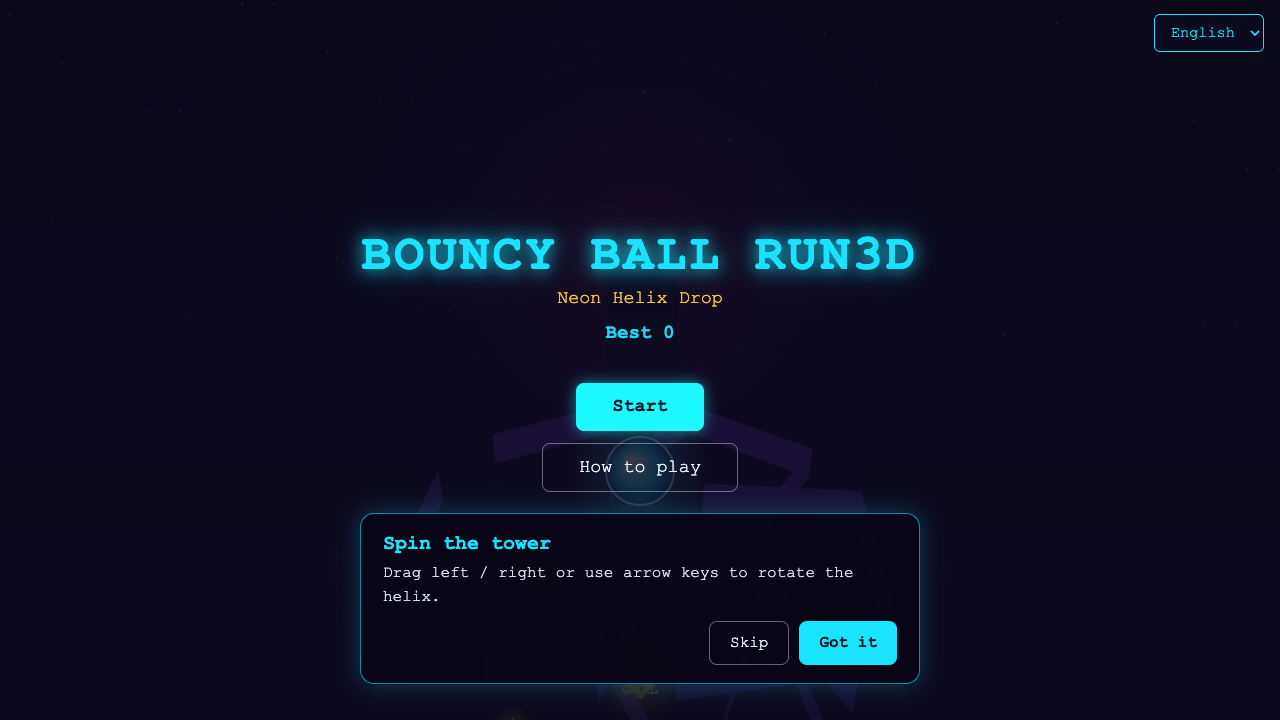 English
BOUNCY BALL RUN3D
Neon Helix Drop
Best 0
Start
How to play
Spin the tower
Drag left / right or use arrow keys to rotate the
helix.
Skip
Got it